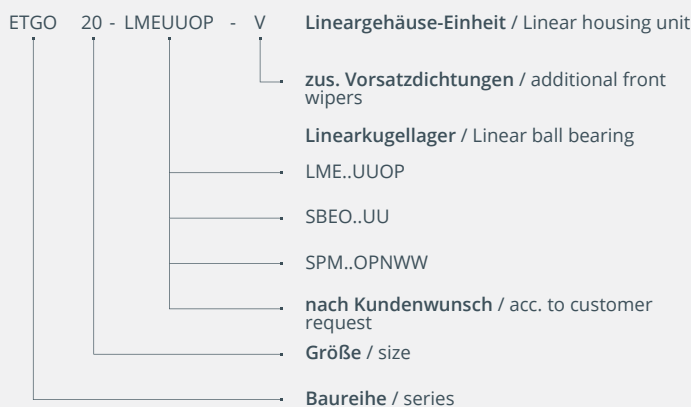 ETGO 20 - LMEUUOP - V Lineargehäuse-Einheit / Linear housing unit
zus. Vorsatzdichtungen / additional front
wipers
Linearkugellager / Linear ball bearing
LME..UUOP
SBEO..UU
SPM..OPNWW
nach Kundenwunsch / acc. to customer
request
Größe / size
Baureihe / series